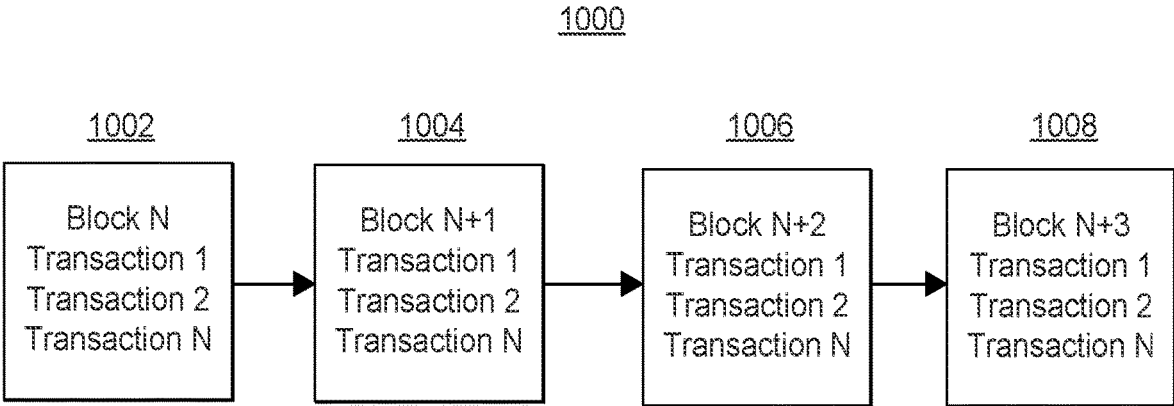 1000
1002
1004
1006
1008
Block N
Transaction 1
Transaction 2
Transaction N
Block N+1
Transaction 1
Transaction 2
Transaction N
Block N+2
Transaction 1
Transaction 2
Transaction N
Block N+3
Transaction 1
Transaction 2
Transaction N